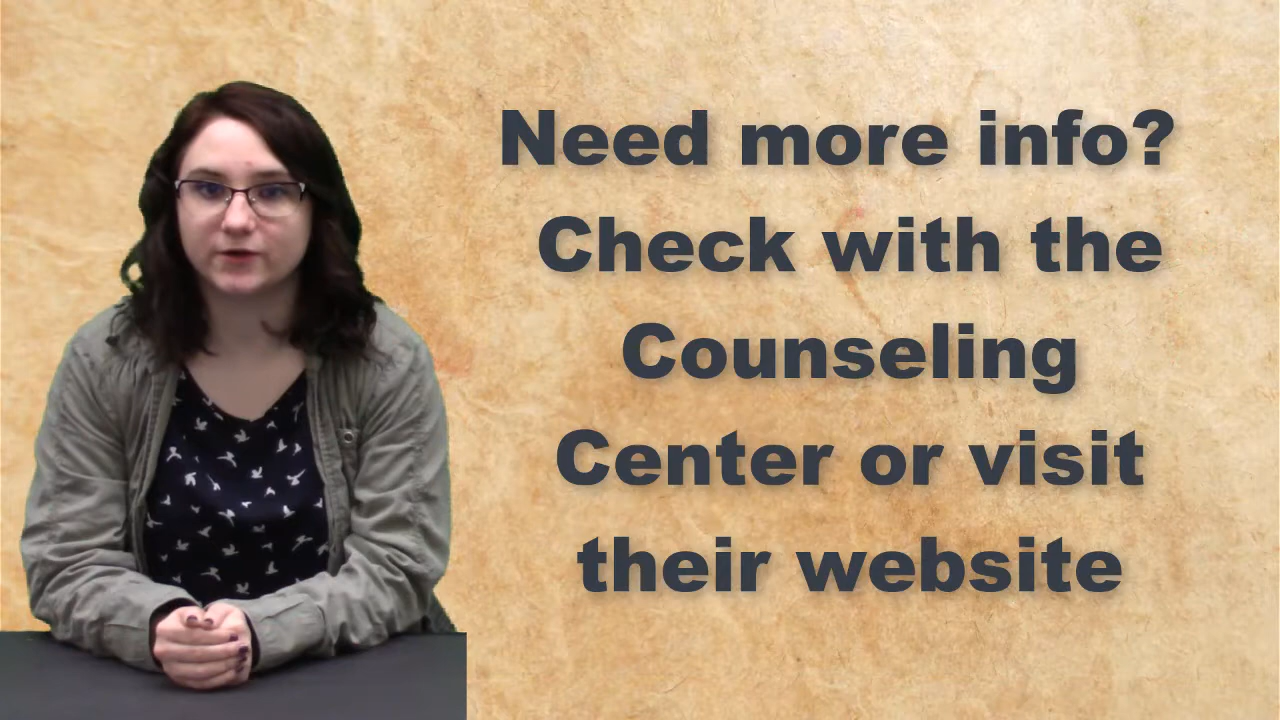 Need more info?
Check with the
Counseling
Center or visit
their website